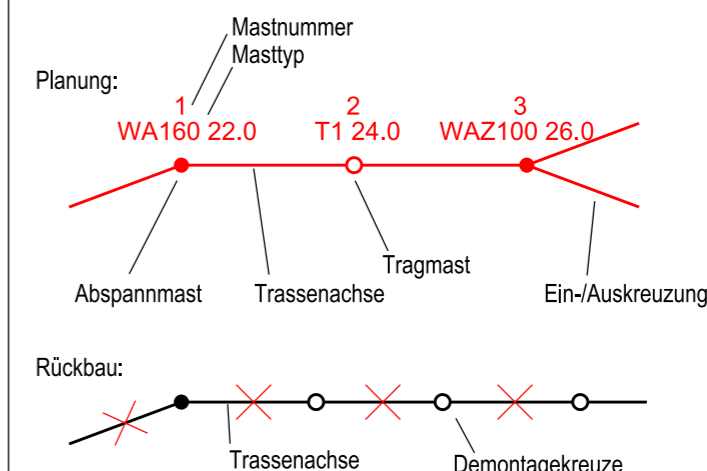 Mastnummer
Masttyp
Planung:
1 2 3
WA160 22.0 T1 24.0 WAZ100 26.0
Tragmast
Abspannmast Trassenachse Ein-/Auskreuzung
Rückbau:
Trassenachse Demontagekreuze